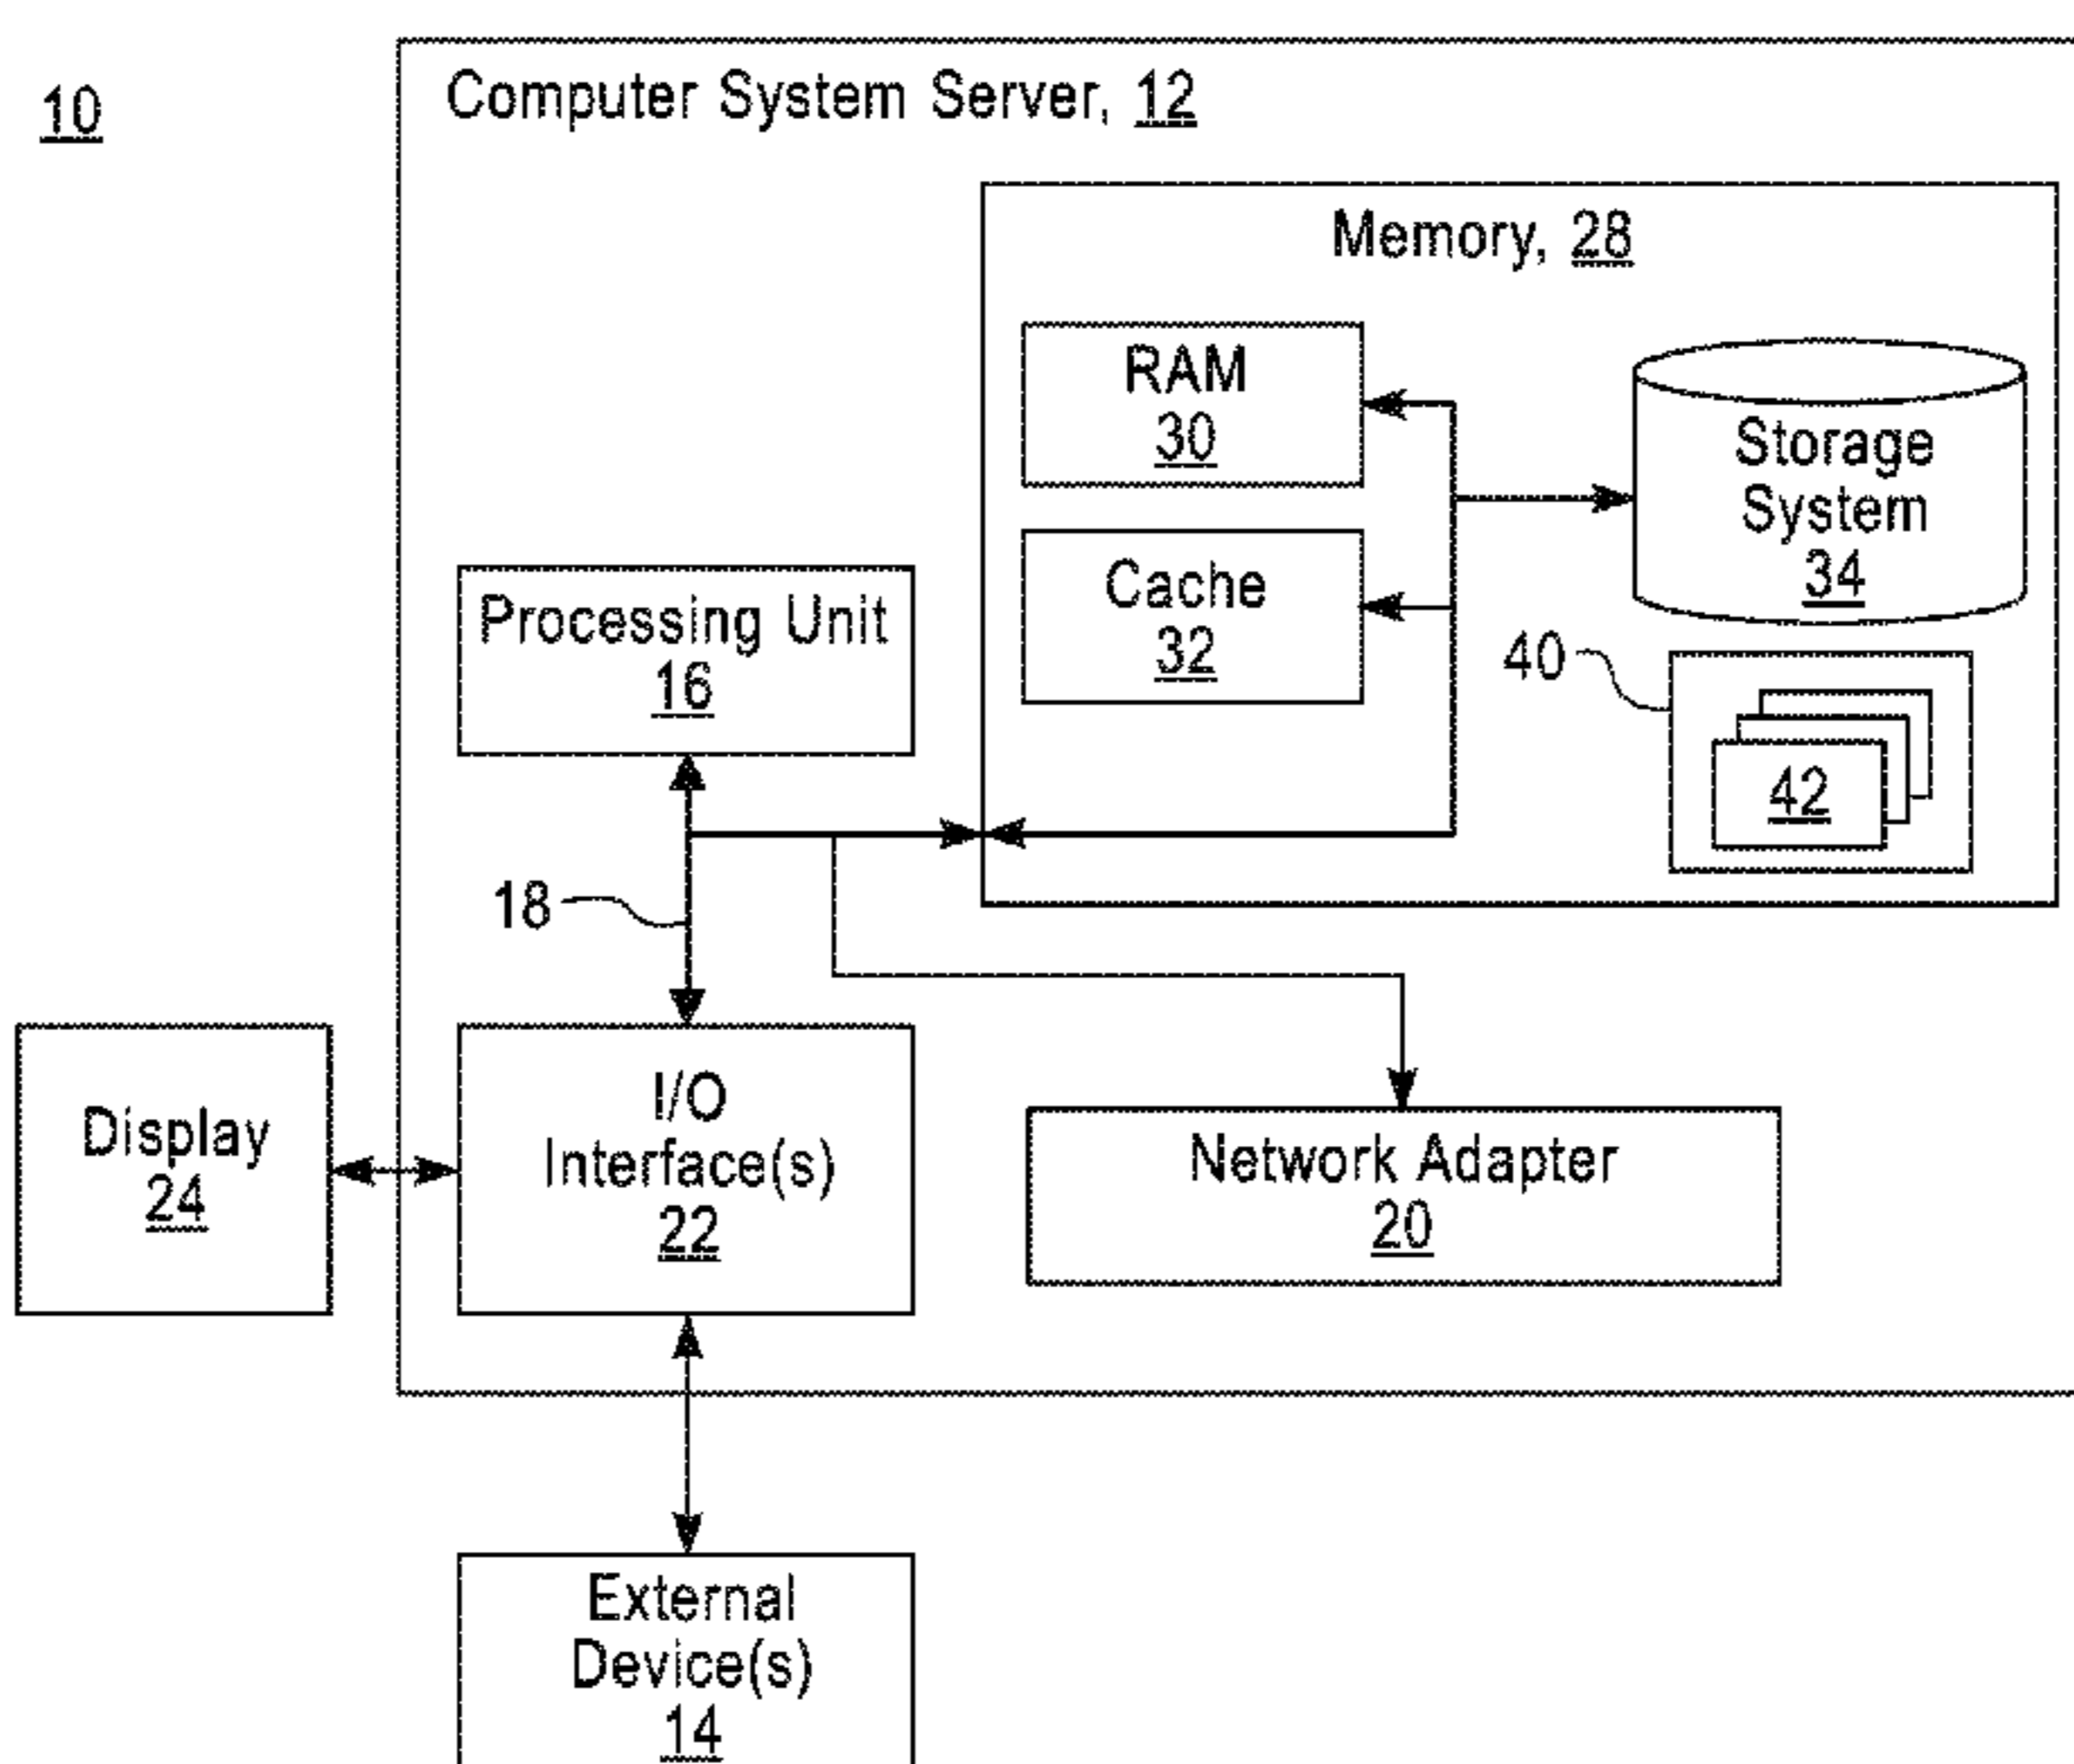 10
Computer System Server, 12
Memory, 28
RAM
30
Storage
System
34
Cache
32
Processing Unit
16
40
42
18
Display
24
I/O
Interface(s)
22
Network Adapter
20
External
Device(s)
14